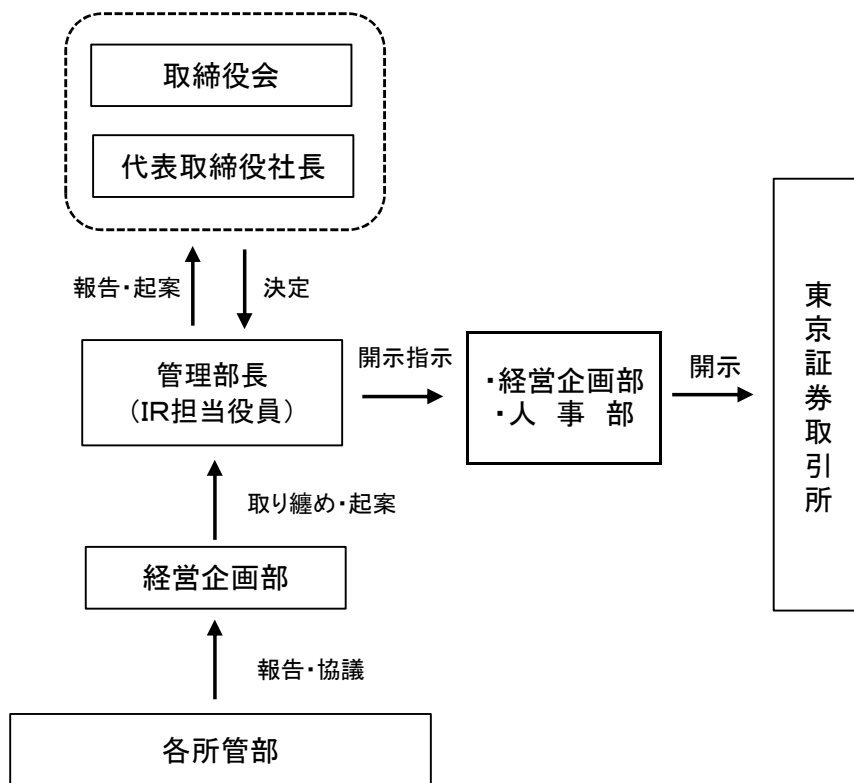 取締役会
代表取締役社長
報告・起案
決定
管理部長
（IR担当役員）
開示指示
・経営企画部
・人　事　部
開示
東京証券取引所
取り纏め・起案
経営企画部
報告・協議
各所管部